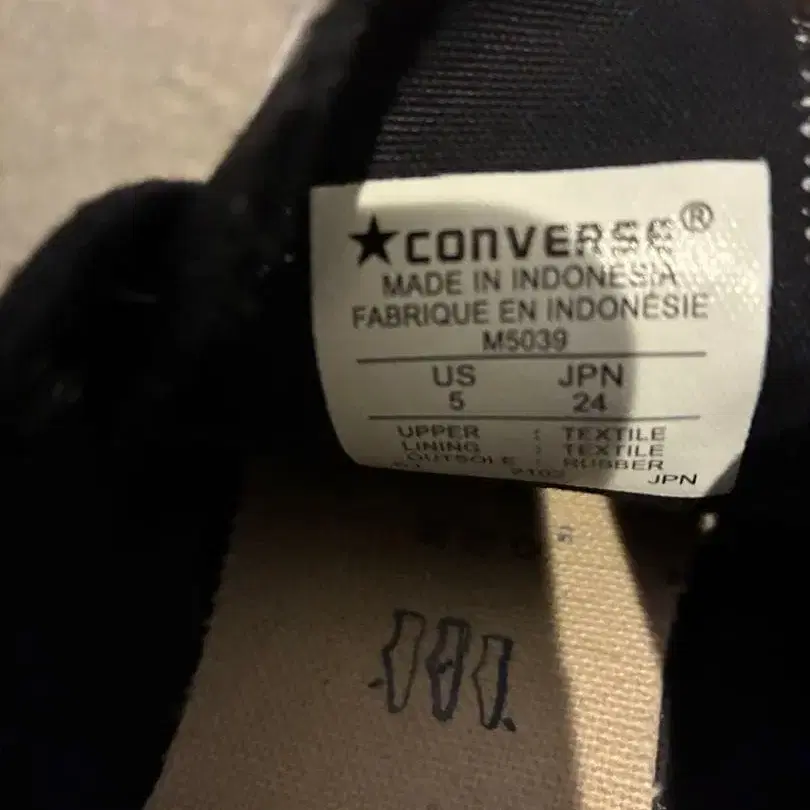 ★CONVERSE®
MADE IN INDONESIA
FABRIQUE EN INDONÉSIE
M5039
US JPN
5 24
UPPER : TEXTILE
LINING : TEXTILE
OUTSOLE : RUBBER
JPN